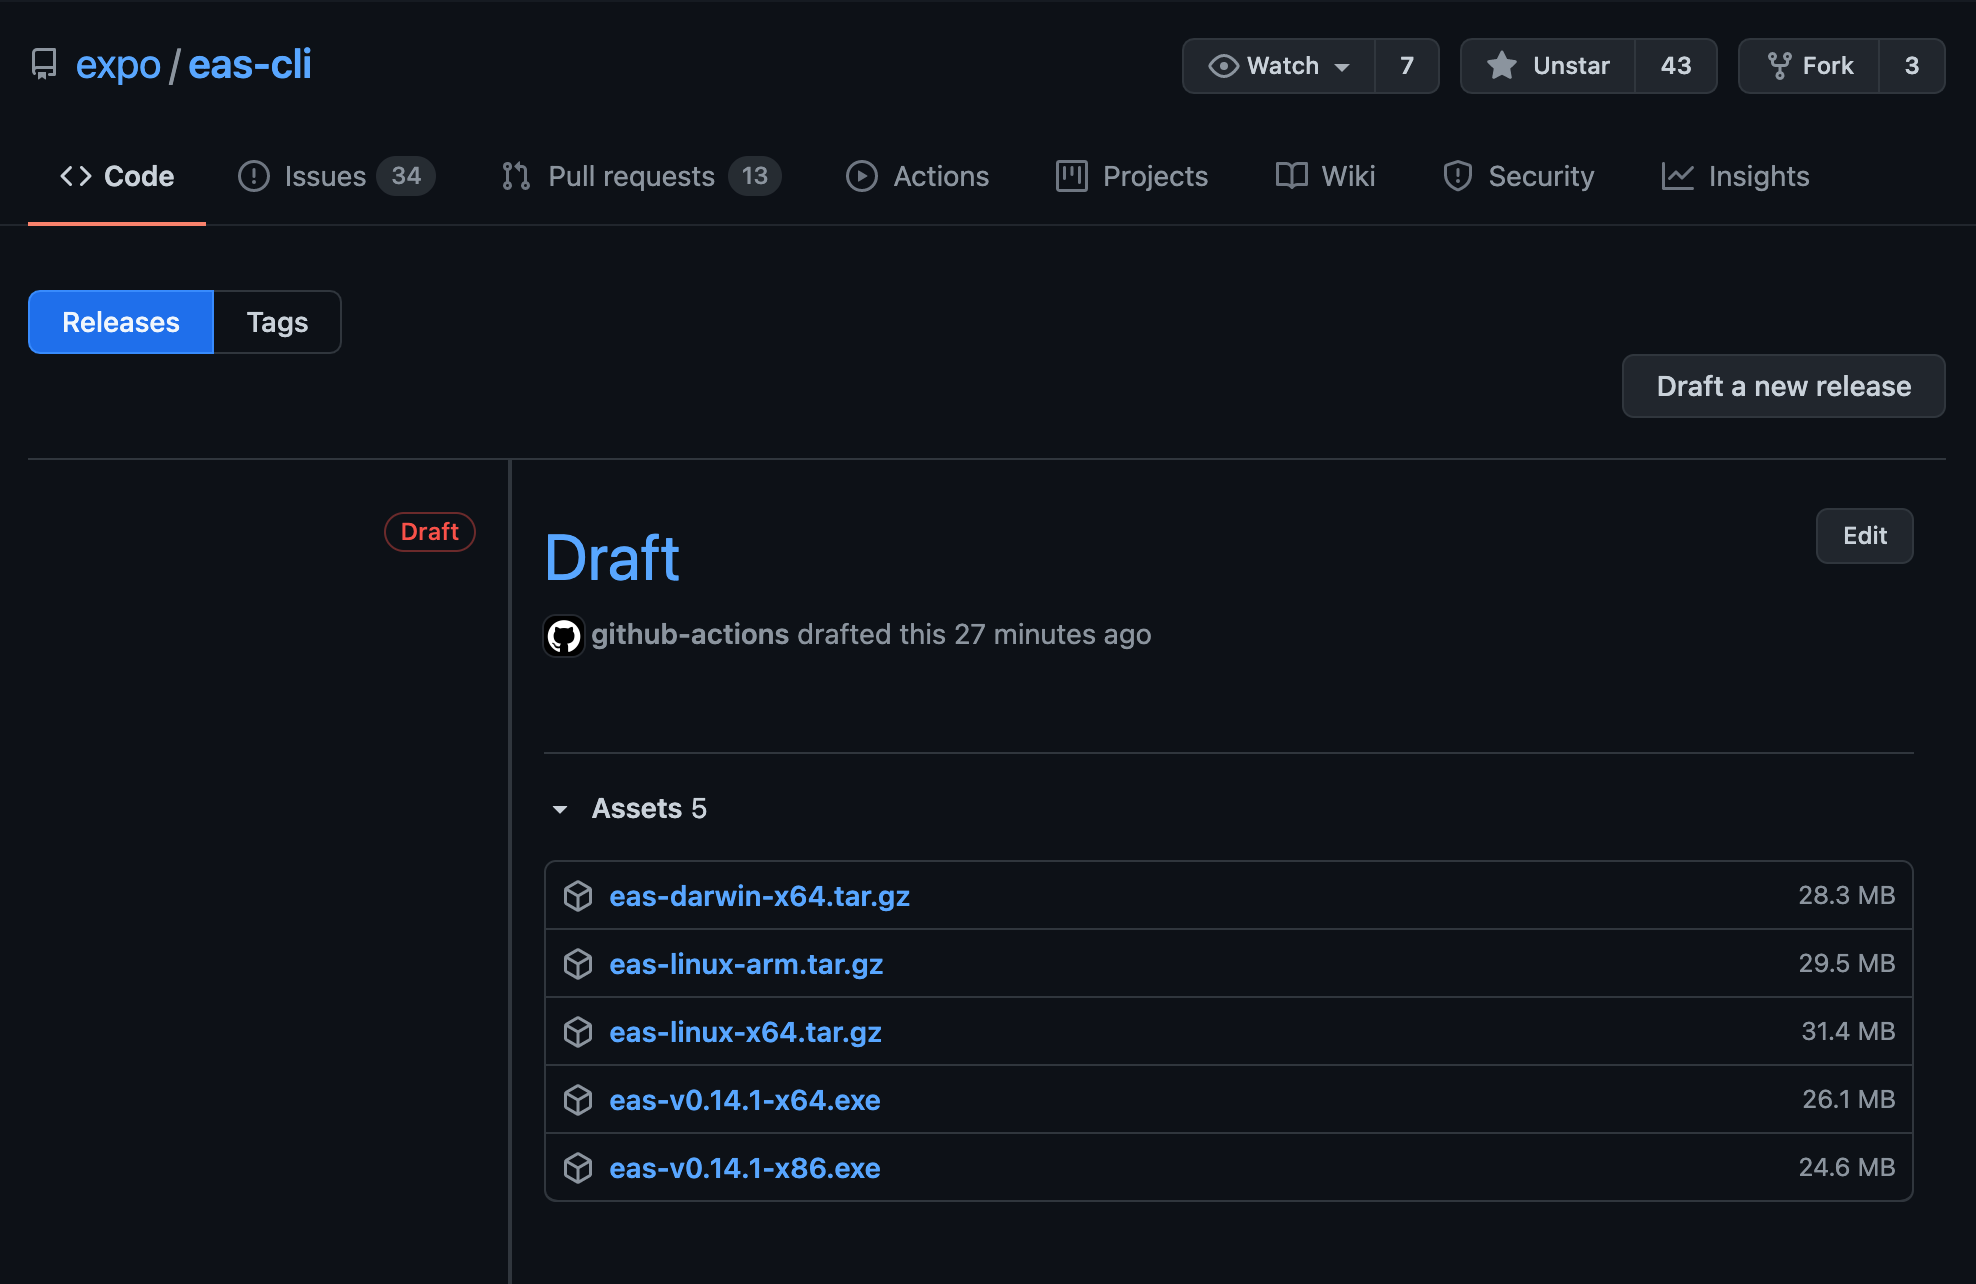 expo / eas-cli
Watch 7 Unstar 43 Fork 3
Code Issues 34 Pull requests 13 Actions Projects Wiki Security Insights
Releases Tags
Draft a new release
Draft
Draft
Edit
github-actions drafted this 27 minutes ago
Assets 5
eas-darwin-x64.tar.gz 28.3 MB
eas-linux-arm.tar.gz 29.5 MB
eas-linux-x64.tar.gz 31.4 MB
eas-v0.14.1-x64.exe 26.1 MB
eas-v0.14.1-x86.exe 24.6 MB